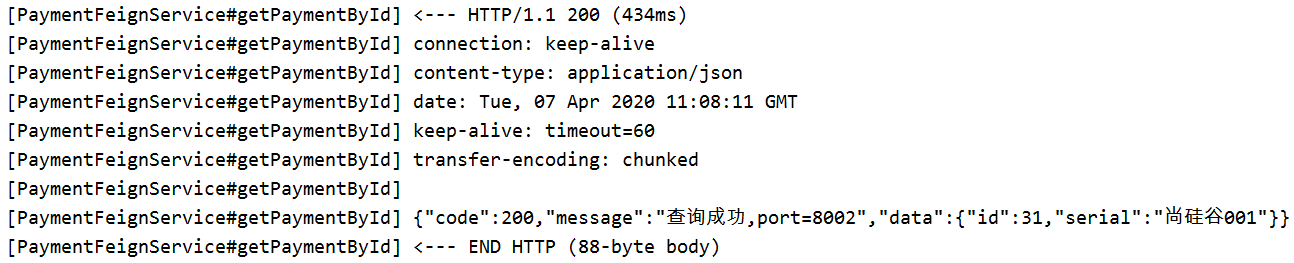 [PaymentFeignService#getPaymentById] <--- HTTP/1.1 200 (434ms)
[PaymentFeignService#getPaymentById] connection: keep-alive
[PaymentFeignService#getPaymentById] content-type: application/json
[PaymentFeignService#getPaymentById] date: Tue, 07 Apr 2020 11:08:11 GMT
[PaymentFeignService#getPaymentById] keep-alive: timeout=60
[PaymentFeignService#getPaymentById] transfer-encoding: chunked
[PaymentFeignService#getPaymentById]
[PaymentFeignService#getPaymentById] {"code":200,"message":"查询成功,port=8002","data":{"id":31,"serial":"尚硅谷001"}}
[PaymentFeignService#getPaymentById] <--- END HTTP (88-byte body)